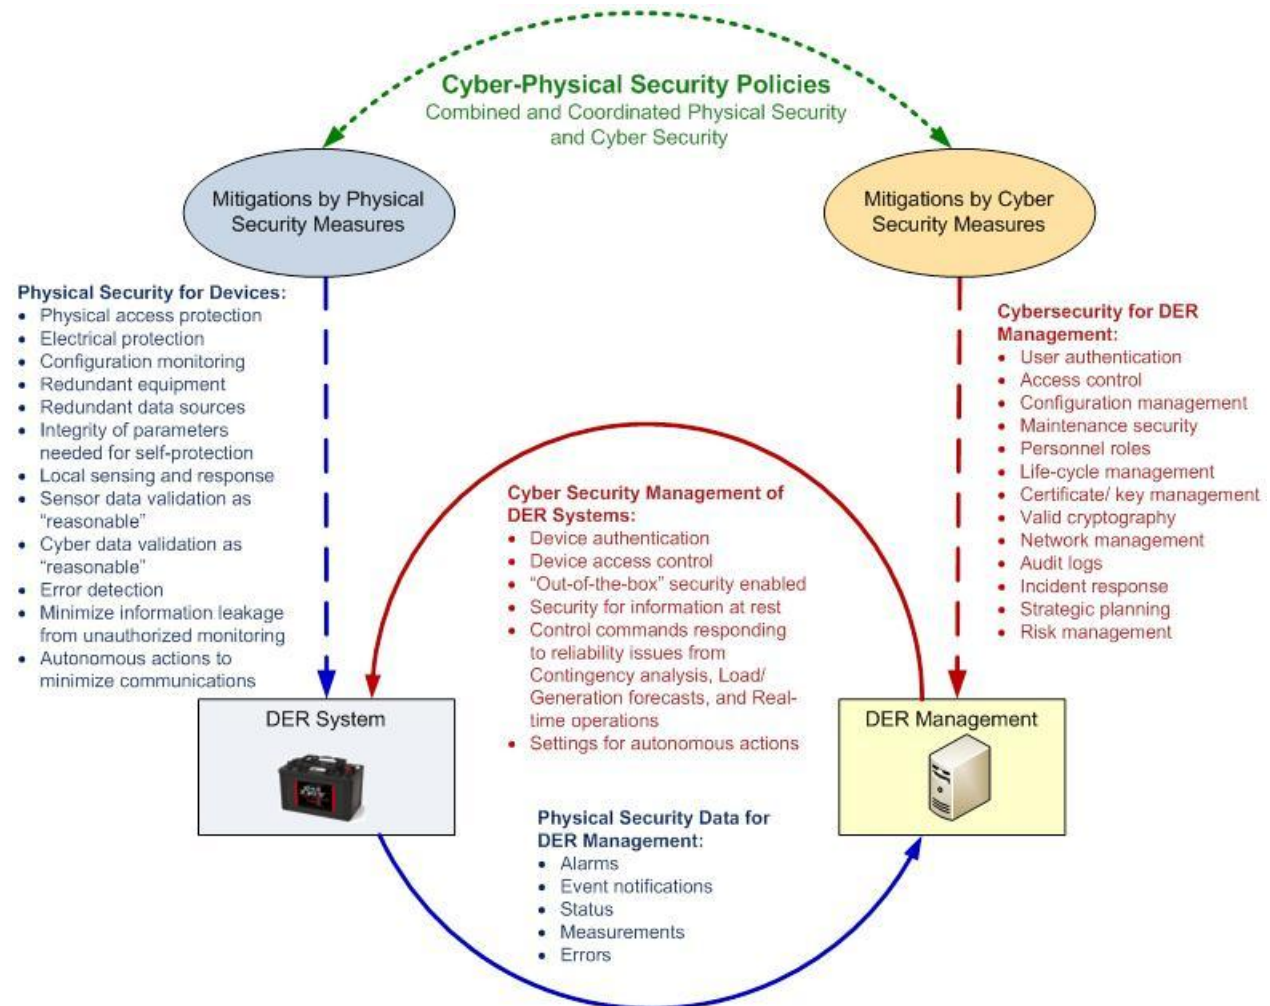 Cyber-Physical Security Policies
Combined and Coordinated Physical Security
and Cyber Security
Mitigations by Physical
Security Measures
Mitigations by Cyber
Security Measures
Physical Security for Devices:
• Physical access protection
• Electrical protection
• Configuration monitoring
• Redundant equipment
• Redundant data sources
• Integrity of parameters
needed for self-protection
• Local sensing and response
• Sensor data validation as
“reasonable”
• Cyber data validation as
“reasonable”
• Error detection
• Minimize information leakage
from unauthorized monitoring
• Autonomous actions to
minimize communications
Cybersecurity for DER
Management:
• User authentication
• Access control
• Configuration management
• Maintenance security
• Personnel roles
• Life-cycle management
• Certificate/ key management
• Valid cryptography
• Network management
• Audit logs
• Incident response
• Strategic planning
• Risk management
Cyber Security Management of
DER Systems:
• Device authentication
• Device access control
• “Out-of-the-box” security enabled
• Security for information at rest
• Control commands responding
to reliability issues from
Contingency analysis, Load/
Generation forecasts, and Real-
time operations
• Settings for autonomous actions
DER System
DER Management
Physical Security Data for
DER Management:
• Alarms
• Event notifications
• Status
• Measurements
• Errors